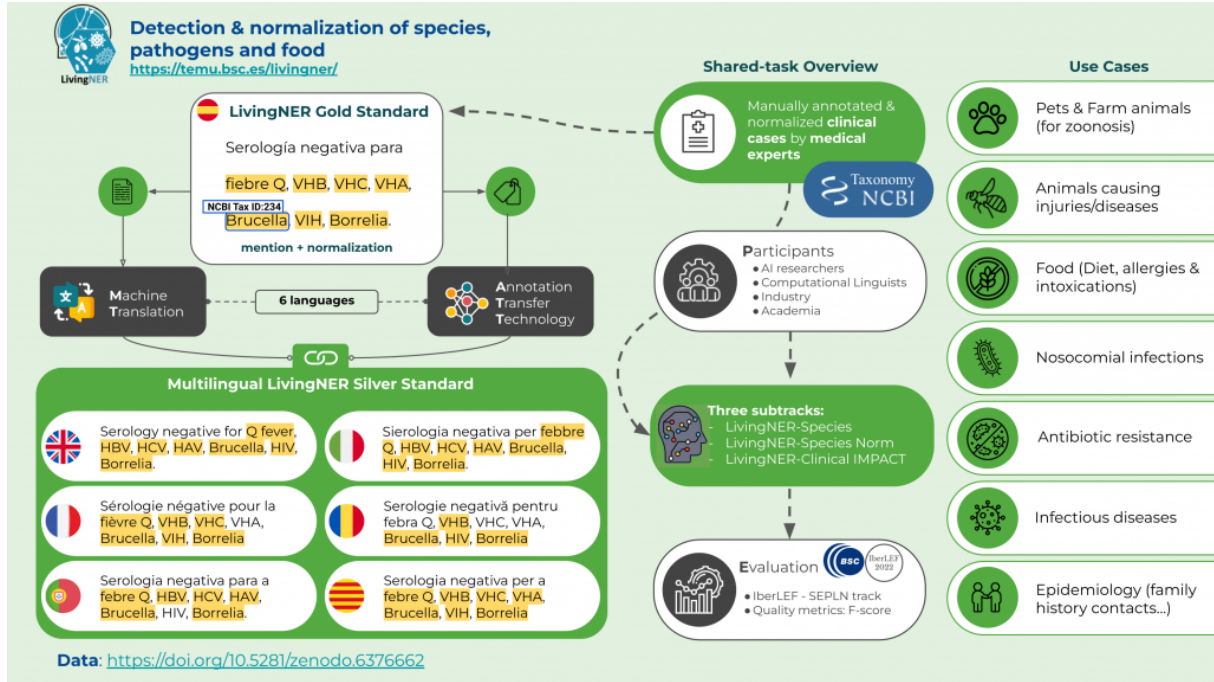 Detection & normalization of species,
pathogens and food
https://temu.bsc.es/livingner/
LivingNER
LivingNER Gold Standard
Serología negativa para
fiebre Q, VHB, VHC, VHA,
NCBI Tax ID:234
Brucella, VIH, Borrelia.
mention + normalization
Machine
Translation
6 languages
Annotation
Transfer
Technology
Multilingual LivingNER Silver Standard
Serology negative for Q fever,
HBV, HCV, HAV, Brucella, HIV,
Borrelia.
Sierologia negativa per febbre
Q, HBV, HCV, HAV, Brucella,
HIV, Borrelia.
Sérologie négative pour la
fièvre Q, VHB, VHC, VHA,
Brucella, VIH, Borrelia
Serologie negativă pentru
febra Q, VHB, VHC, VHA,
Brucella, HIV, Borrelia
Serologia negativa para a
febre Q, HBV, HCV, HAV,
Brucella, HIV, Borrelia.
Serologia negativa per a
febre Q, VHB, VHC, VHA,
Brucella, VIH, Borrelia
Data: https://doi.org/10.5281/zenodo.6376662
Shared-task Overview
Manually annotated &
normalized clinical
cases by medical
experts
Taxonomy
NCBI
Participants
● AI researchers
● Computational Linguists
● Industry
● Academia
Three subtracks:
- LivingNER-Species
- LivingNER-Species Norm
- LivingNER-Clinical IMPACT
Evaluation
BSC
IberLEF
2022
● IberLEF - SEPLN track
● Quality metrics: F-score
Use Cases
Pets & Farm animals
(for zoonosis)
Animals causing
injuries/diseases
Food (Diet, allergies &
intoxications)
Nosocomial infections
Antibiotic resistance
Infectious diseases
Epidemiology (family
history contacts...)